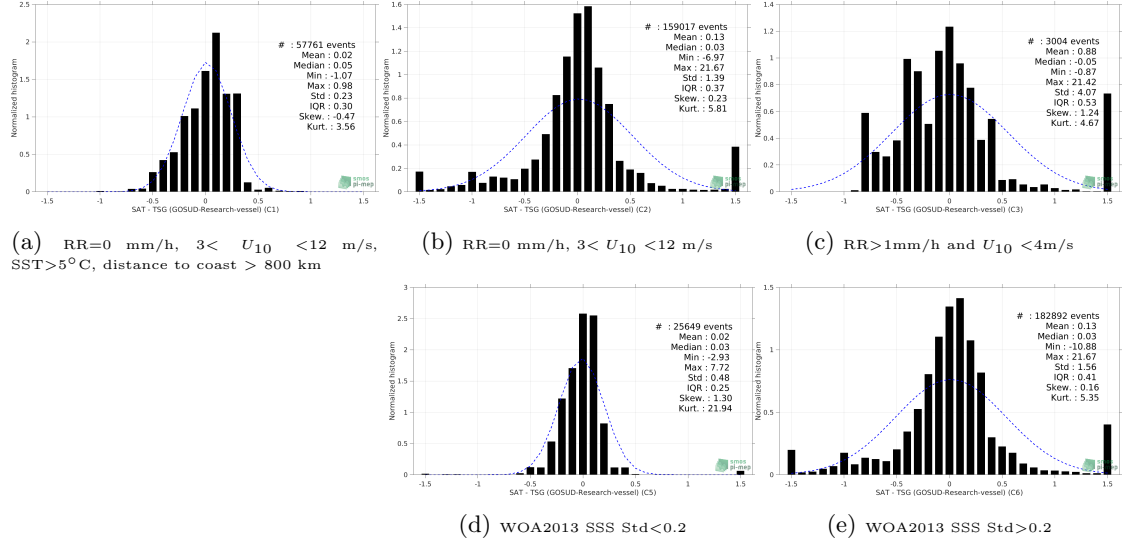 2.5
2
1.5
1
0.5
0
Normalized histogram
# : 57761 events
Mean : 0.02
Median : 0.05
Min : -1.07
Max : 0.98
Std : 0.23
IQR : 0.30
Skew. : -0.47
Kurt. : 3.56
smos
pi-mep
-1.5 -1 -0.5 0 0.5 1 1.5
SAT - TSG (GOSUD-Research-vessel) (C1)
(a) RR=0 mm/h, 3< U10 <12 m/s,
SST>5°C, distance to coast > 800 km
1.6
1.4
1.2
1
0.8
0.6
0.4
0.2
0
Normalized histogram
# : 159017 events
Mean : 0.13
Median : 0.03
Min : -6.97
Max : 21.67
Std : 1.39
IQR : 0.37
Skew. : 0.23
Kurt. : 5.81
smos
pi-mep
-1.5 -1 -0.5 0 0.5 1 1.5
SAT - TSG (GOSUD-Research-vessel) (C2)
(b) RR=0 mm/h, 3< U10 <12 m/s
1.4
1.2
1
0.8
0.6
0.4
0.2
0
Normalized histogram
# : 3004 events
Mean : 0.88
Median : -0.05
Min : -0.87
Max : 21.42
Std : 4.07
IQR : 0.53
Skew. : 1.24
Kurt. : 4.67
smos
pi-mep
-1.5 -1 -0.5 0 0.5 1 1.5
SAT - TSG (GOSUD-Research-vessel) (C3)
(c) RR>1mm/h and U10 <4m/s
3
2.5
2
1.5
1
0.5
0
Normalized histogram
# : 25649 events
Mean : 0.02
Median : 0.03
Min : -2.93
Max : 7.72
Std : 0.48
IQR : 0.25
Skew. : 1.30
Kurt. : 21.94
smos
pi-mep
-1.5 -1 -0.5 0 0.5 1 1.5
SAT - TSG (GOSUD-Research-vessel) (C5)
(d) WOA2013 SSS Std<0.2
1.5
1
0.5
0
Normalized histogram
# : 182892 events
Mean : 0.13
Median : 0.03
Min : -10.88
Max : 21.67
Std : 1.56
IQR : 0.41
Skew. : 0.16
Kurt. : 5.35
smos
pi-mep
-1.5 -1 -0.5 0 0.5 1 1.5
SAT - TSG (GOSUD-Research-vessel) (C6)
(e) WOA2013 SSS Std>0.2